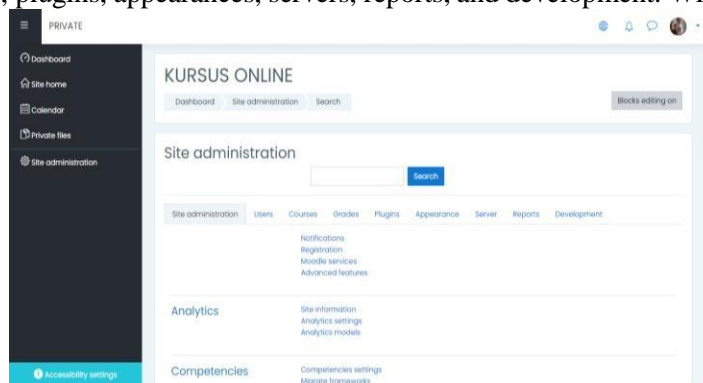 , plugins, appearances, servers, reports, and development.
PRIVATE
Dashboard
Site home
Calendar
Private files
Site administration
Accessibility settings
KURSUS ONLINE
Dashboard Site administration Search
Blocks editing on
Site administration
Search
Site administration Users Courses Grades Plugins Appearance Server Reports Development
Notifications
Registration
Moodle services
Advanced features
Analytics
Site information
Analytics settings
Analytics models
Competencies
Competencies settings
Migrate frameworks